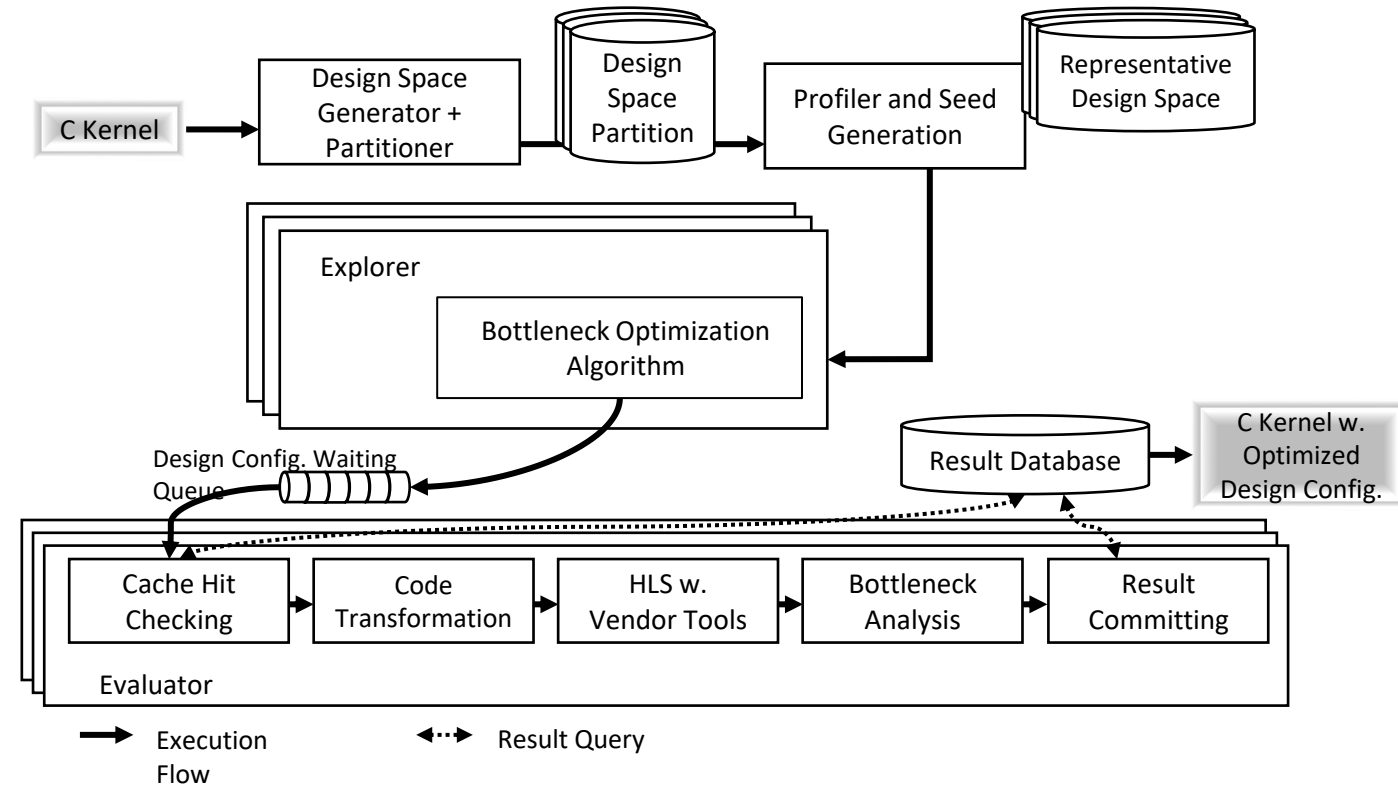 C Kernel
Design Space
Generator +
Partitioner
Design
Space
Partition
Profiler and Seed
Generation
Representative
Design Space
Explorer
Bottleneck Optimization
Algorithm
Design Config. Waiting
Queue
Result Database
C Kernel w.
Optimized
Design Config.
Cache Hit
Checking
Code
Transformation
HLS w.
Vendor Tools
Bottleneck
Analysis
Result
Committing
Evaluator
Execution
Flow
Result Query